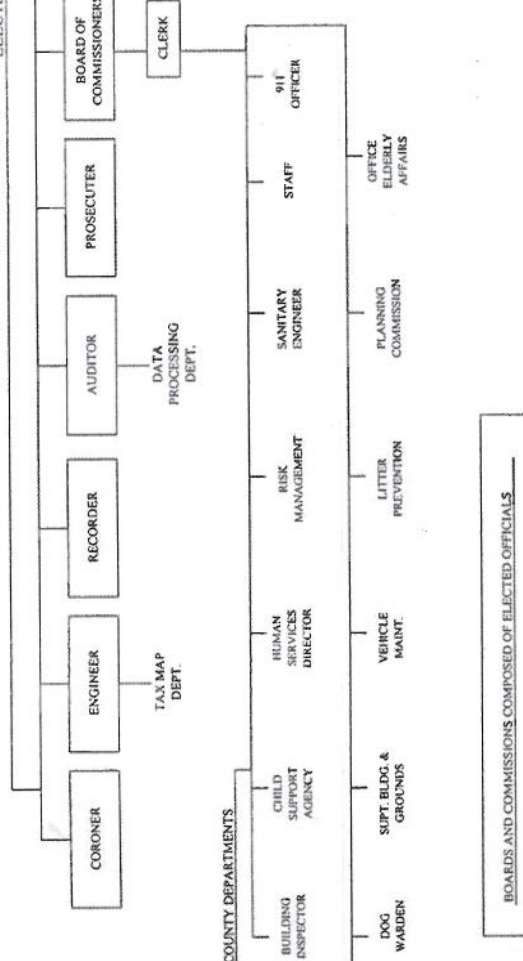 CORONER
ENGINEER
RECORDER
AUDITOR
PROSECUTER
BOARD OF
COMMISSIONERS
TAX MAP
DEPT.
DATA
PROCESSING
DEPT.
CLERK
COUNTY DEPARTMENTS
BUILDING
INSPECTOR
CHILD
SUPPORT
AGENCY
HUMAN
SERVICES
DIRECTOR
RISK
MANAGEMENT
SANITARY
ENGINEER
STAFF
911
OFFICER
DOG
WARDEN
SUPT. BLDG. &
GROUNDS
VEHICLE
MAINT.
LITTER
PREVENTION
PLANNING
COMMISSION
OFFICE
ELDERLY
AFFAIRS
BOARDS AND COMMISSIONS COMPOSED OF ELECTED OFFICIALS